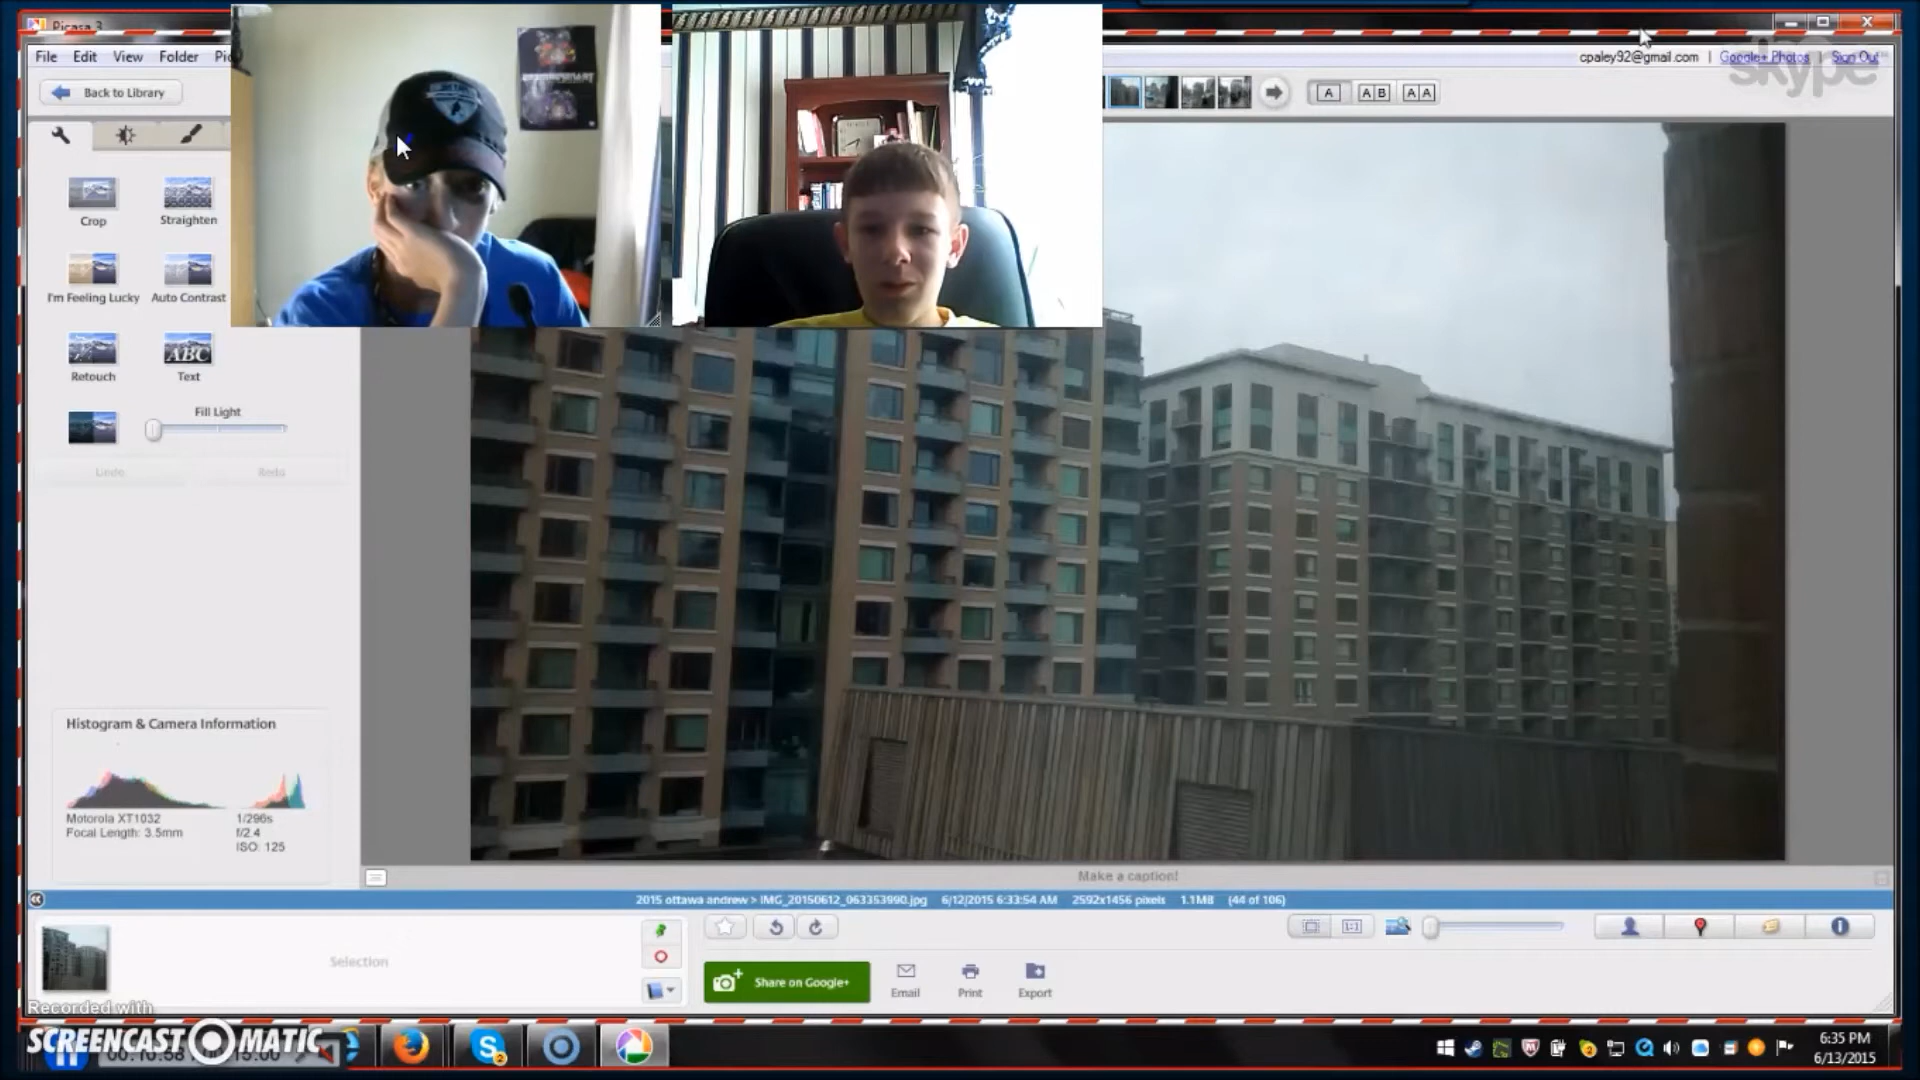 Picasa 3
File Edit View Folder
cpaley92@gmail.com | Google+ Photos | Sign Out
skype
Back to Library
A AB AA
Crop
Straighten
I'm Feeling Lucky
Auto Contrast
Retouch
ABC
Text
Fill Light
Undo
Redo
Histogram & Camera Information
Motorola XT1032 1/296s
Focal Length: 3.5mm f/2.4
ISO: 125
Make a caption!
2015 ottawa andrew > IMG_20150612_063353990.jpg 6/12/2015 6:33:54 AM 2592x1456 pixels 1.1MB (44 of 106)
Selection
Share on Google+
Email
Print
Export
Recorded with
SCREENCAST MATIC
6:35 PM
6/13/2015